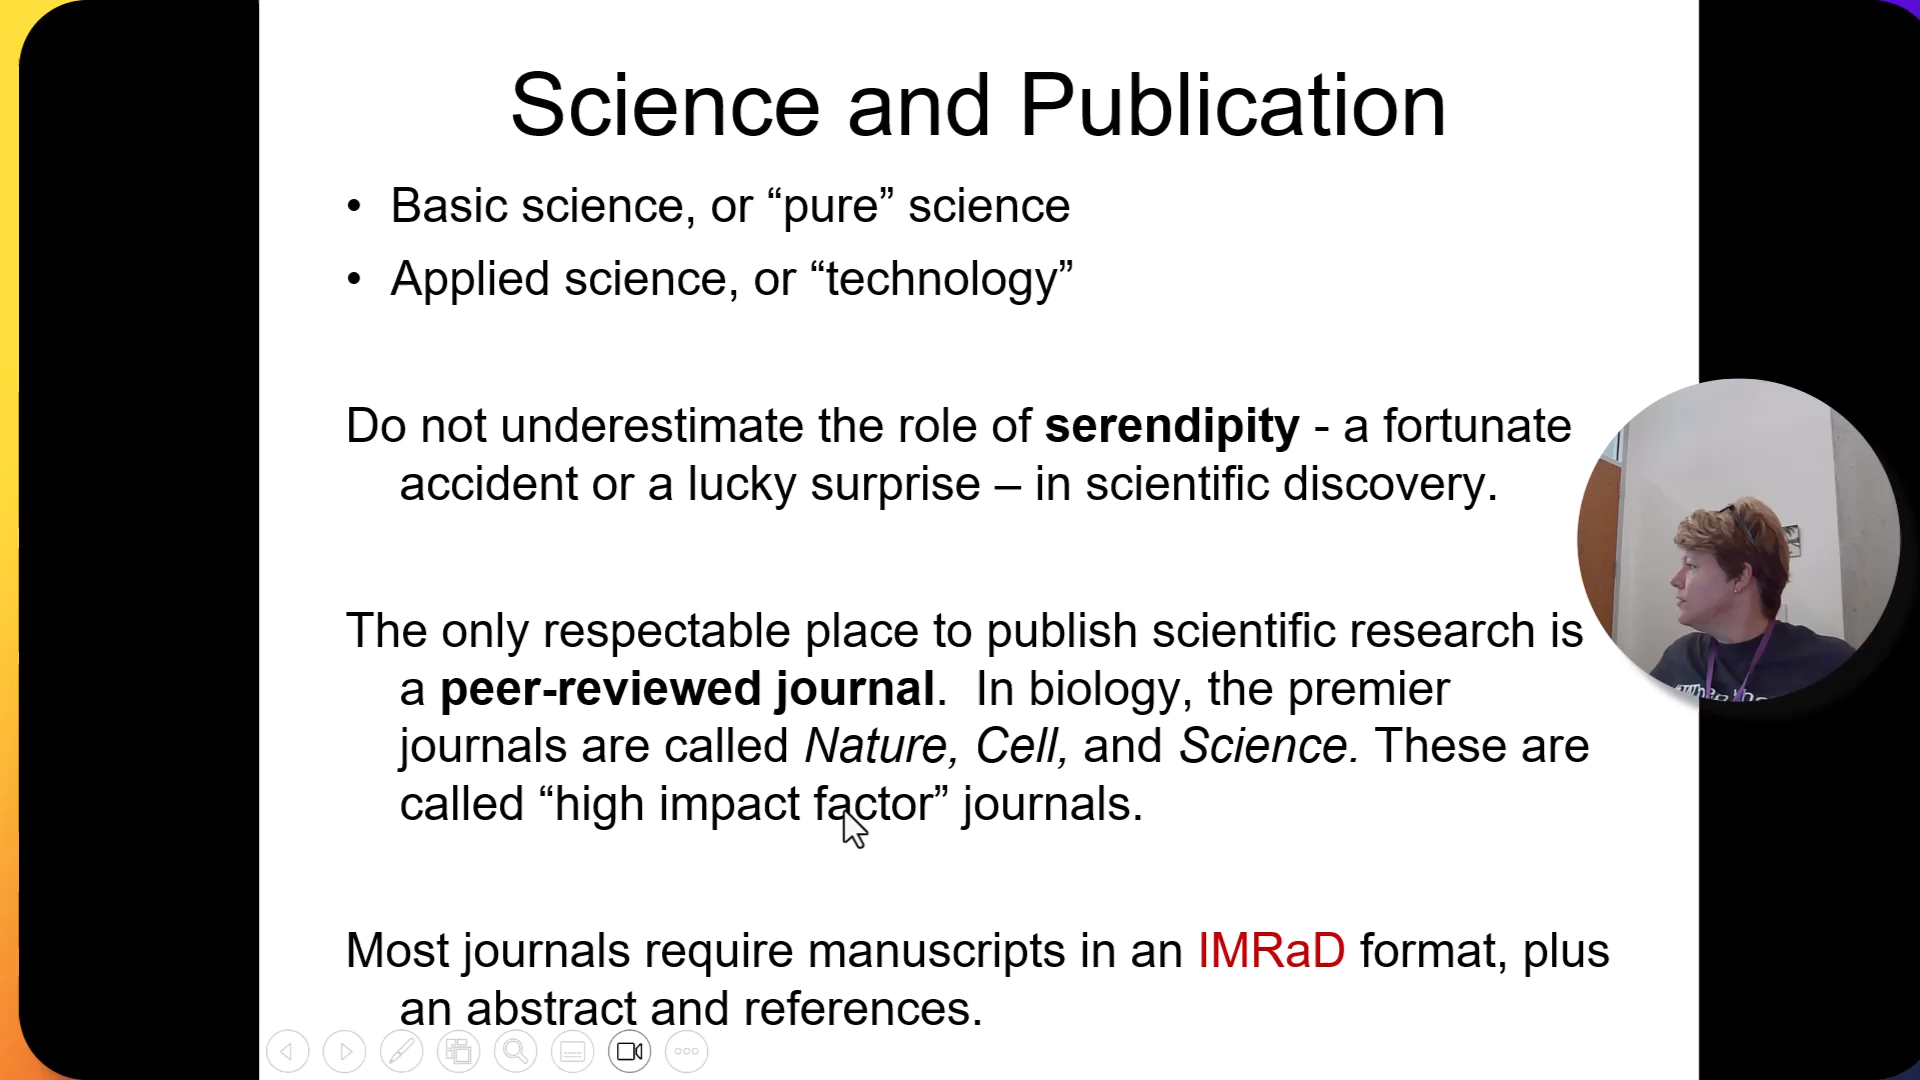 Science and Publication
• Basic science, or “pure” science
• Applied science, or “technology”
Do not underestimate the role of serendipity - a fortunate
accident or a lucky surprise – in scientific discovery.
The only respectable place to publish scientific research is
a peer-reviewed journal.  In biology, the premier
journals are called Nature, Cell, and Science. These are
called “high impact factor” journals.
Most journals require manuscripts in an IMRaD format, plus
an abstract and references.